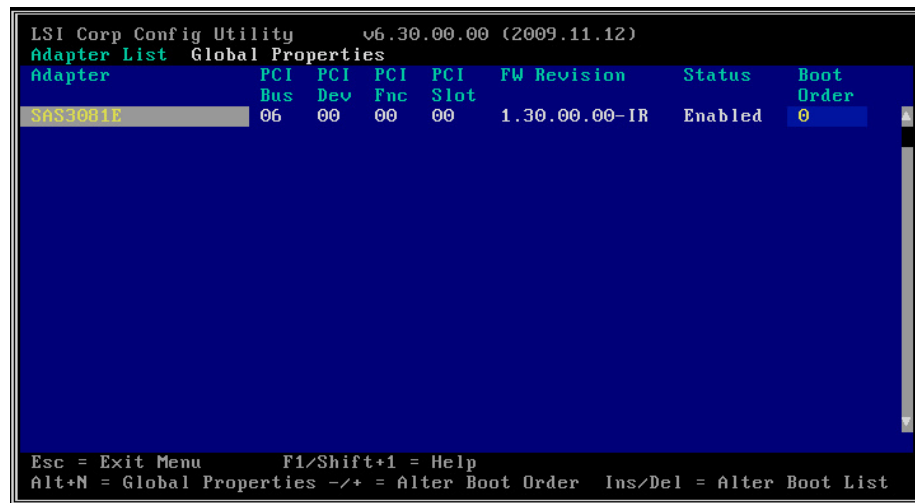 LSI Corp Config Utility v6.30.00.00 (2009.11.12)
Adapter List Global Properties
Adapter PCI PCI PCI PCI FW Revision Status Boot
Bus Dev Fnc Slot Order
SAS3081E 06 00 00 00 1.30.00.00-IR Enabled 0
Esc = Exit Menu F1/Shift+1 = Help
Alt+N = Global Properties -/+ = Alter Boot Order Ins/Del = Alter Boot List